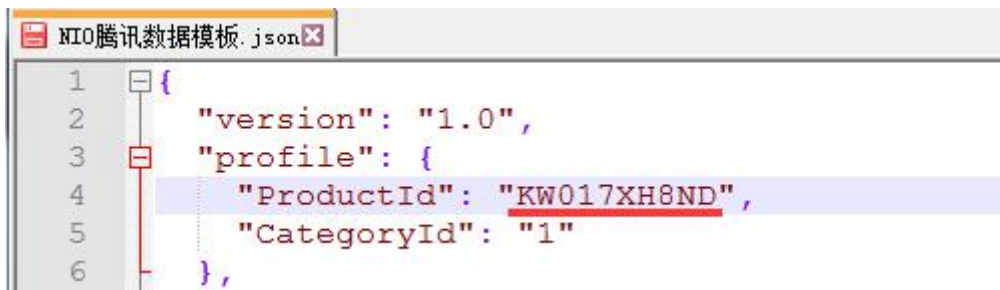 NIO腾讯数据模板.json
1 {
2 "version": "1.0",
3 "profile": {
4 "ProductId": "KW017XH8ND",
5 "CategoryId": "1"
6 },